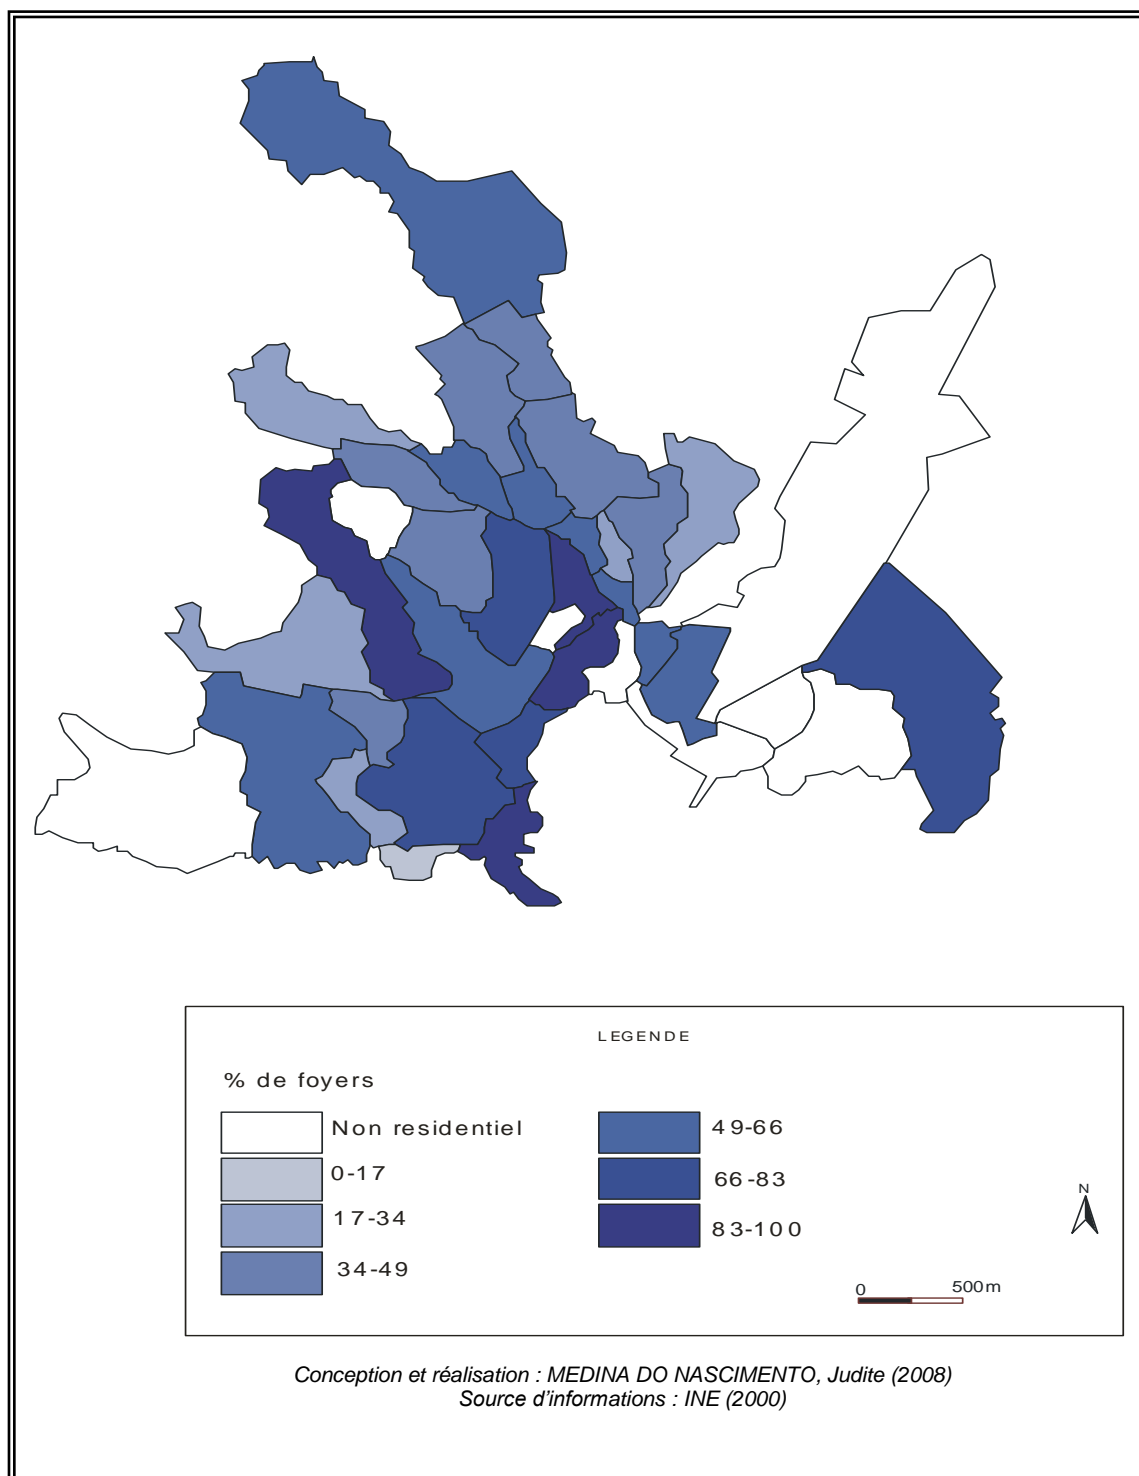 LEGENDE
% de foyers
Non residentiel
0-17
17-34
34-49
49-66
66-83
83-100
N
0 500m
Conception et réalisation : MEDINA DO NASCIMENTO, Judite (2008)
Source d'informations : INE (2000)